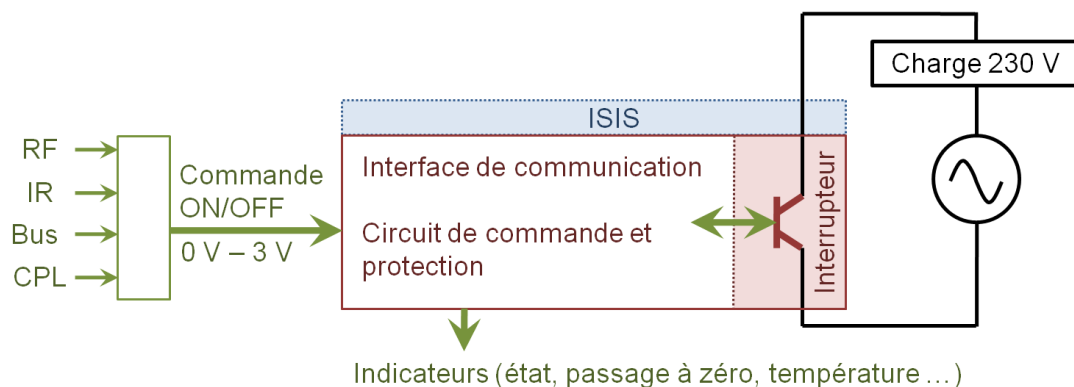 Charge 230 V
ISIS
RF
IR
Bus
CPL
Commande
ON/OFF
0 V – 3 V
Interface de communication
Circuit de commande et
protection
Interrupteur
Indicateurs (état, passage à zéro, température ...)